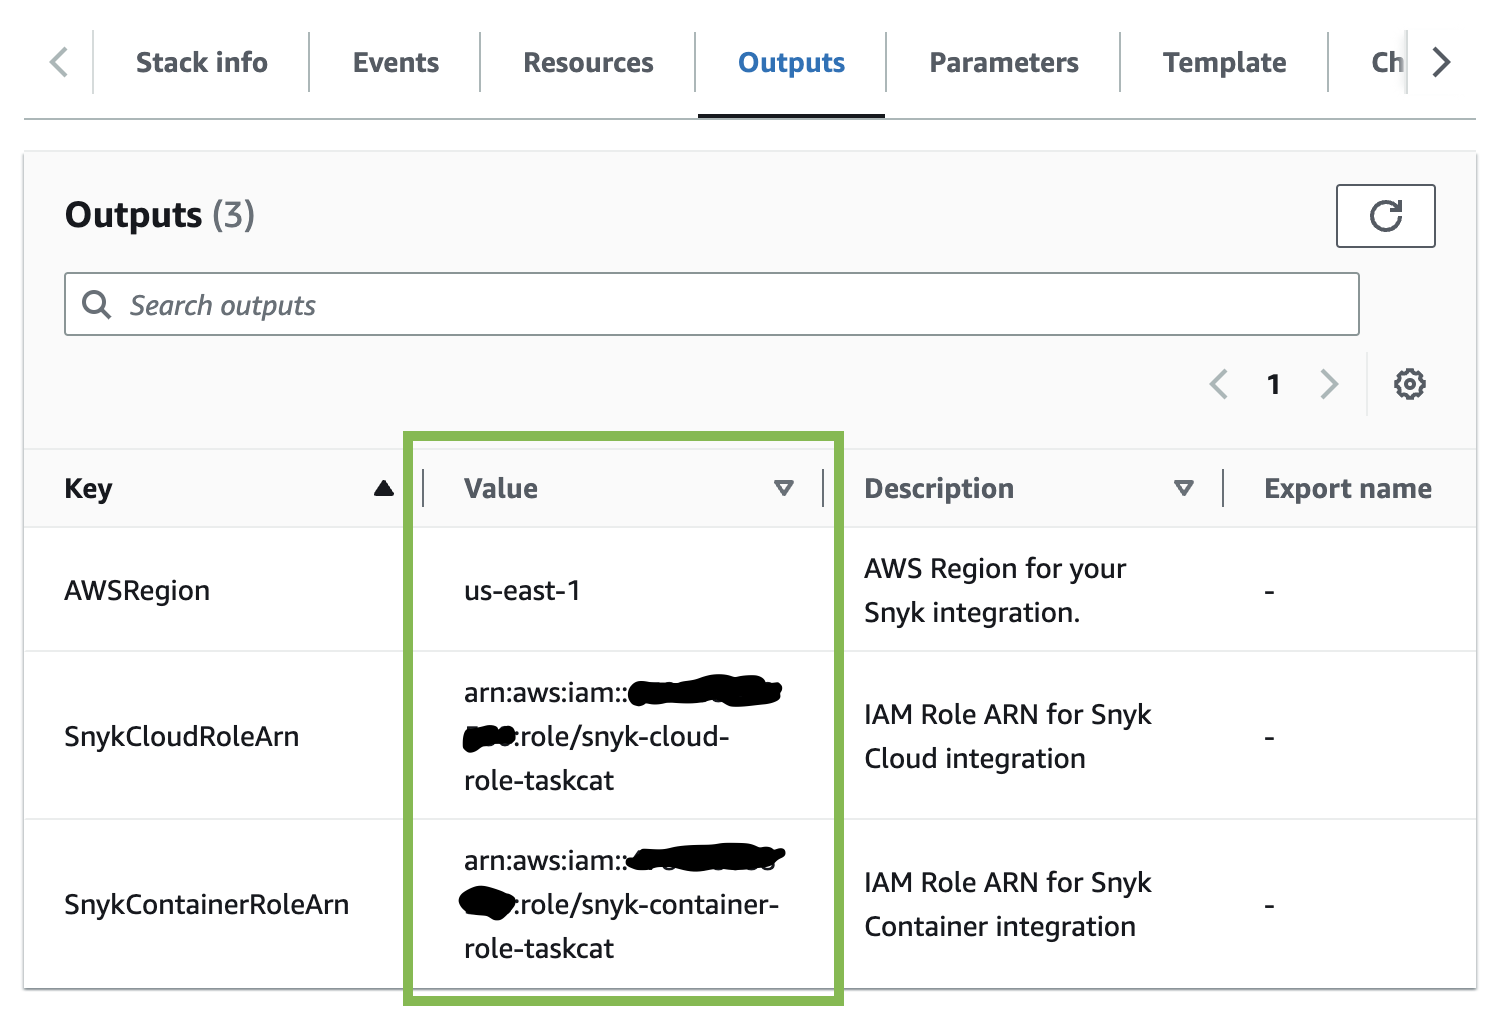 Stack info
Events
Resources
Outputs
Parameters
Template
Ch
Outputs (3)
Search outputs
1
Key
Value
Description
Export name
AWSRegion
us-east-1
AWS Region for your
Snyk integration.
-
SnykCloudRoleArn
arn:aws:iam::
:role/snyk-cloud-
role-taskcat
IAM Role ARN for Snyk
Cloud integration
-
SnykContainerRoleArn
arn:aws:iam::
:role/snyk-container-
role-taskcat
IAM Role ARN for Snyk
Container integration
-